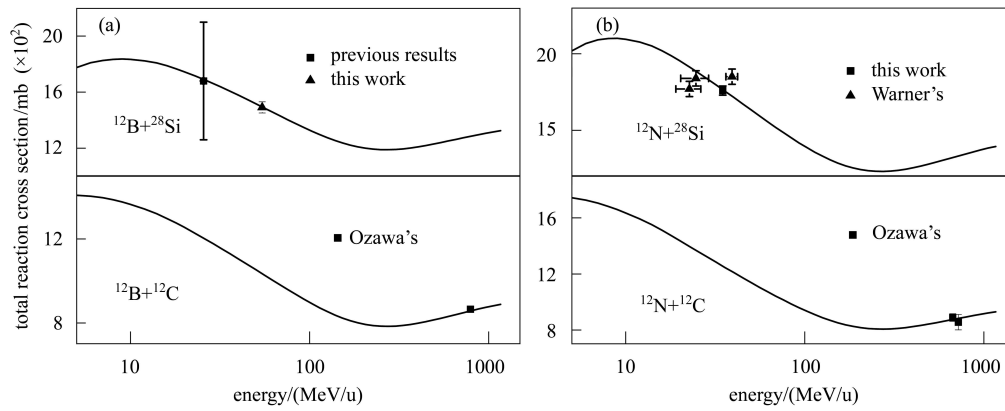 (a)
20
16
12
previous results
this work
¹²B+²⁸Si
12
8
Ozawa's
¹²B+¹²C
10
100
1000
energy/(MeV/u)
total reaction cross section/mb (×10²)
(b)
20
15
this work
Warner's
¹²N+²⁸Si
16
12
8
Ozawa's
¹²N+¹²C
10
100
1000
energy/(MeV/u)